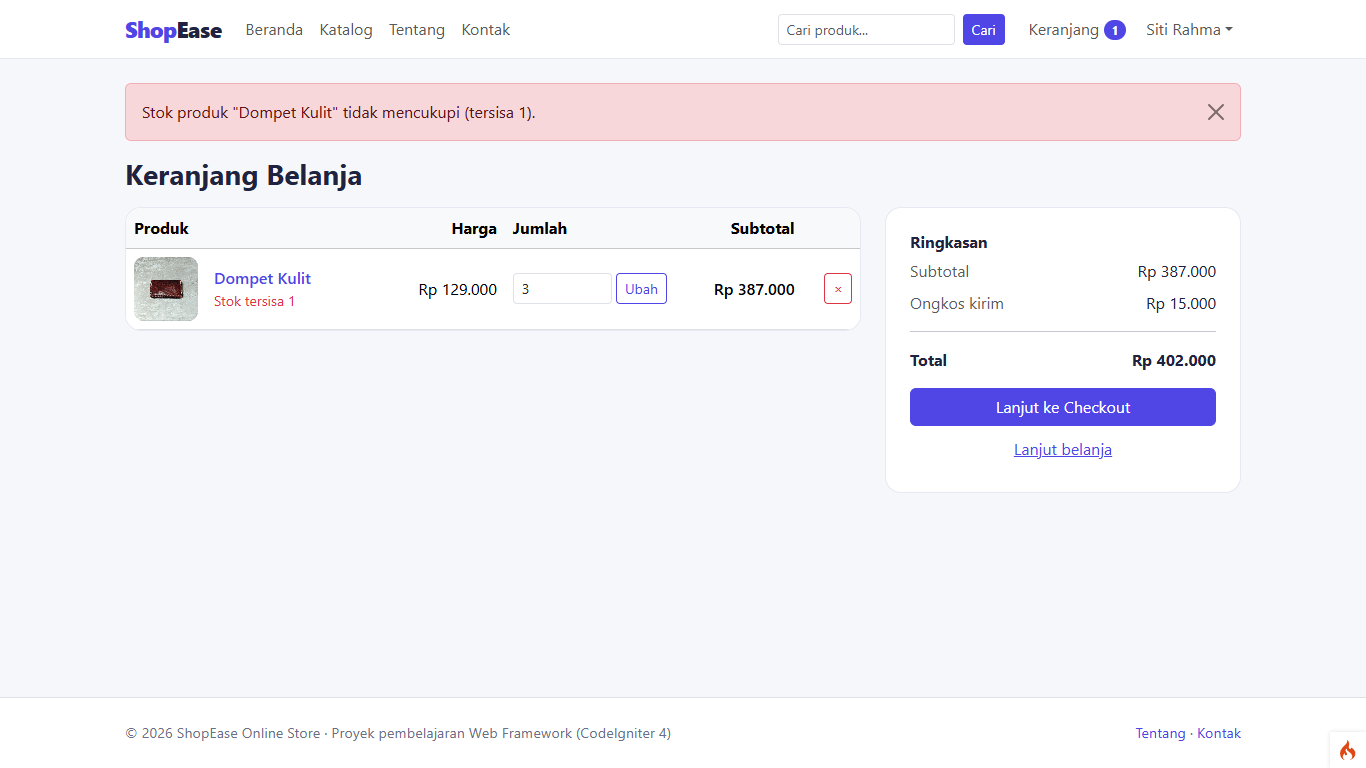 ShopEase Beranda Katalog Tentang Kontak Cari produk... Cari Keranjang 1 Siti Rahma
Stok produk "Dompet Kulit" tidak mencukupi (tersisa 1).
Keranjang Belanja
Produk Harga Jumlah Subtotal
Dompet Kulit
Stok tersisa 1
Rp 129.000 3 Ubah Rp 387.000 ×
Ringkasan
Subtotal Rp 387.000
Ongkos kirim Rp 15.000
Total Rp 402.000
Lanjut ke Checkout
Lanjut belanja
© 2026 ShopEase Online Store · Proyek pembelajaran Web Framework (CodeIgniter 4) Tentang · Kontak